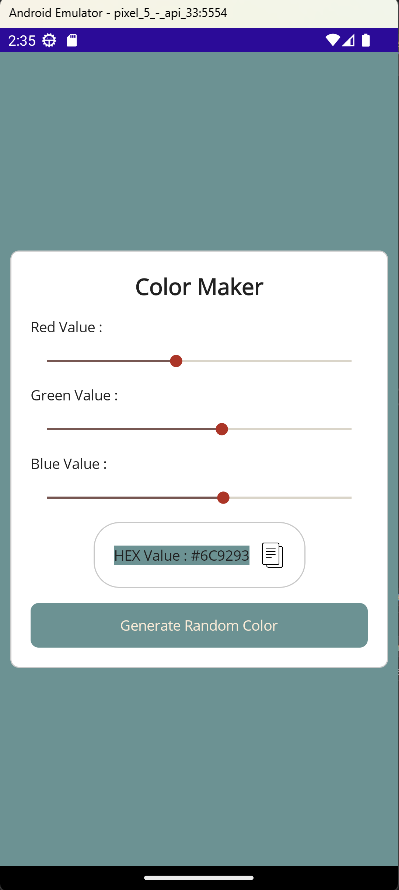 Android Emulator - pixel_5_-_api_33:5554
2:35
Color Maker
Red Value :
Green Value :
Blue Value :
HEX Value : #6C9293
Generate Random Color